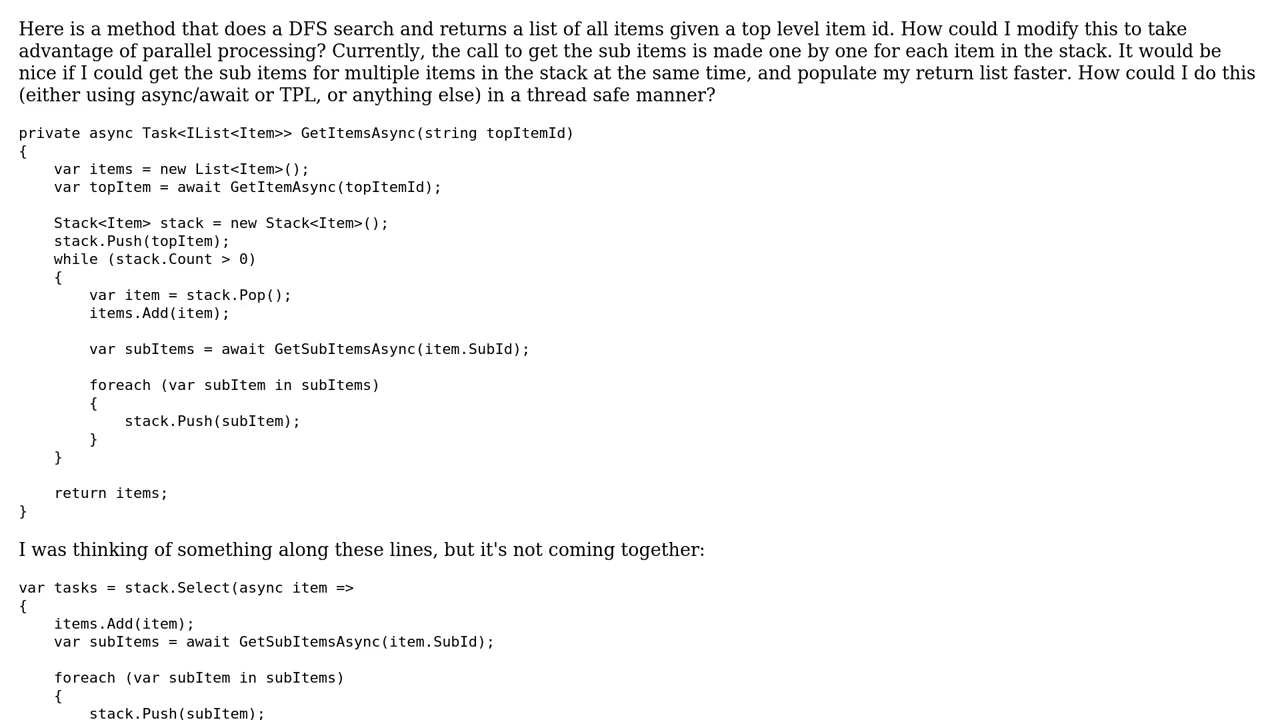 Here is a method that does a DFS search and returns a list of all items given a top level item id. How could I modify this to take
advantage of parallel processing? Currently, the call to get the sub items is made one by one for each item in the stack. It would be
nice if I could get the sub items for multiple items in the stack at the same time, and populate my return list faster. How could I do this
(either using async/await or TPL, or anything else) in a thread safe manner?
private async Task<IList<Item>> GetItemsAsync(string topItemId)
{
    var items = new List<Item>();
    var topItem = await GetItemAsync(topItemId);
    Stack<Item> stack = new Stack<Item>();
    stack.Push(topItem);
    while (stack.Count > 0)
    {
        var item = stack.Pop();
        items.Add(item);
        var subItems = await GetSubItemsAsync(item.SubId);
        foreach (var subItem in subItems)
        {
            stack.Push(subItem);
        }
    }
    return items;
}
I was thinking of something along these lines, but it's not coming together:
var tasks = stack.Select(async item =>
{
    items.Add(item);
    var subItems = await GetSubItemsAsync(item.SubId);
    foreach (var subItem in subItems)
    {
        stack.Push(subItem);